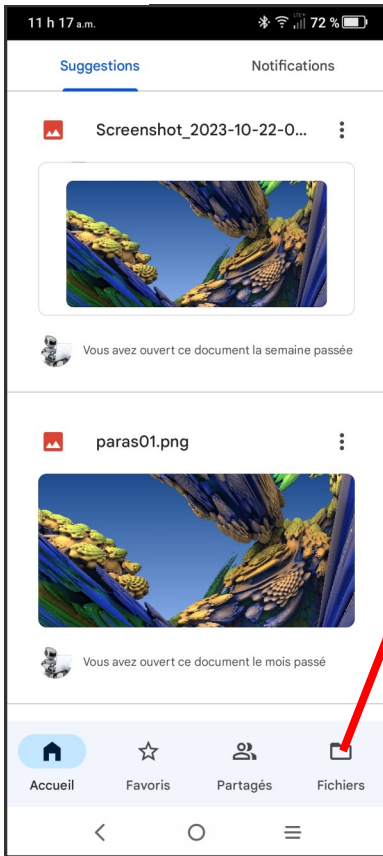 11 h 17 a.m. LTE+ 72 %
Suggestions Notifications
Screenshot_2023-10-22-0...
Vous avez ouvert ce document la semaine passée
paras01.png
Vous avez ouvert ce document le mois passé
Accueil Favoris Partagés Fichiers